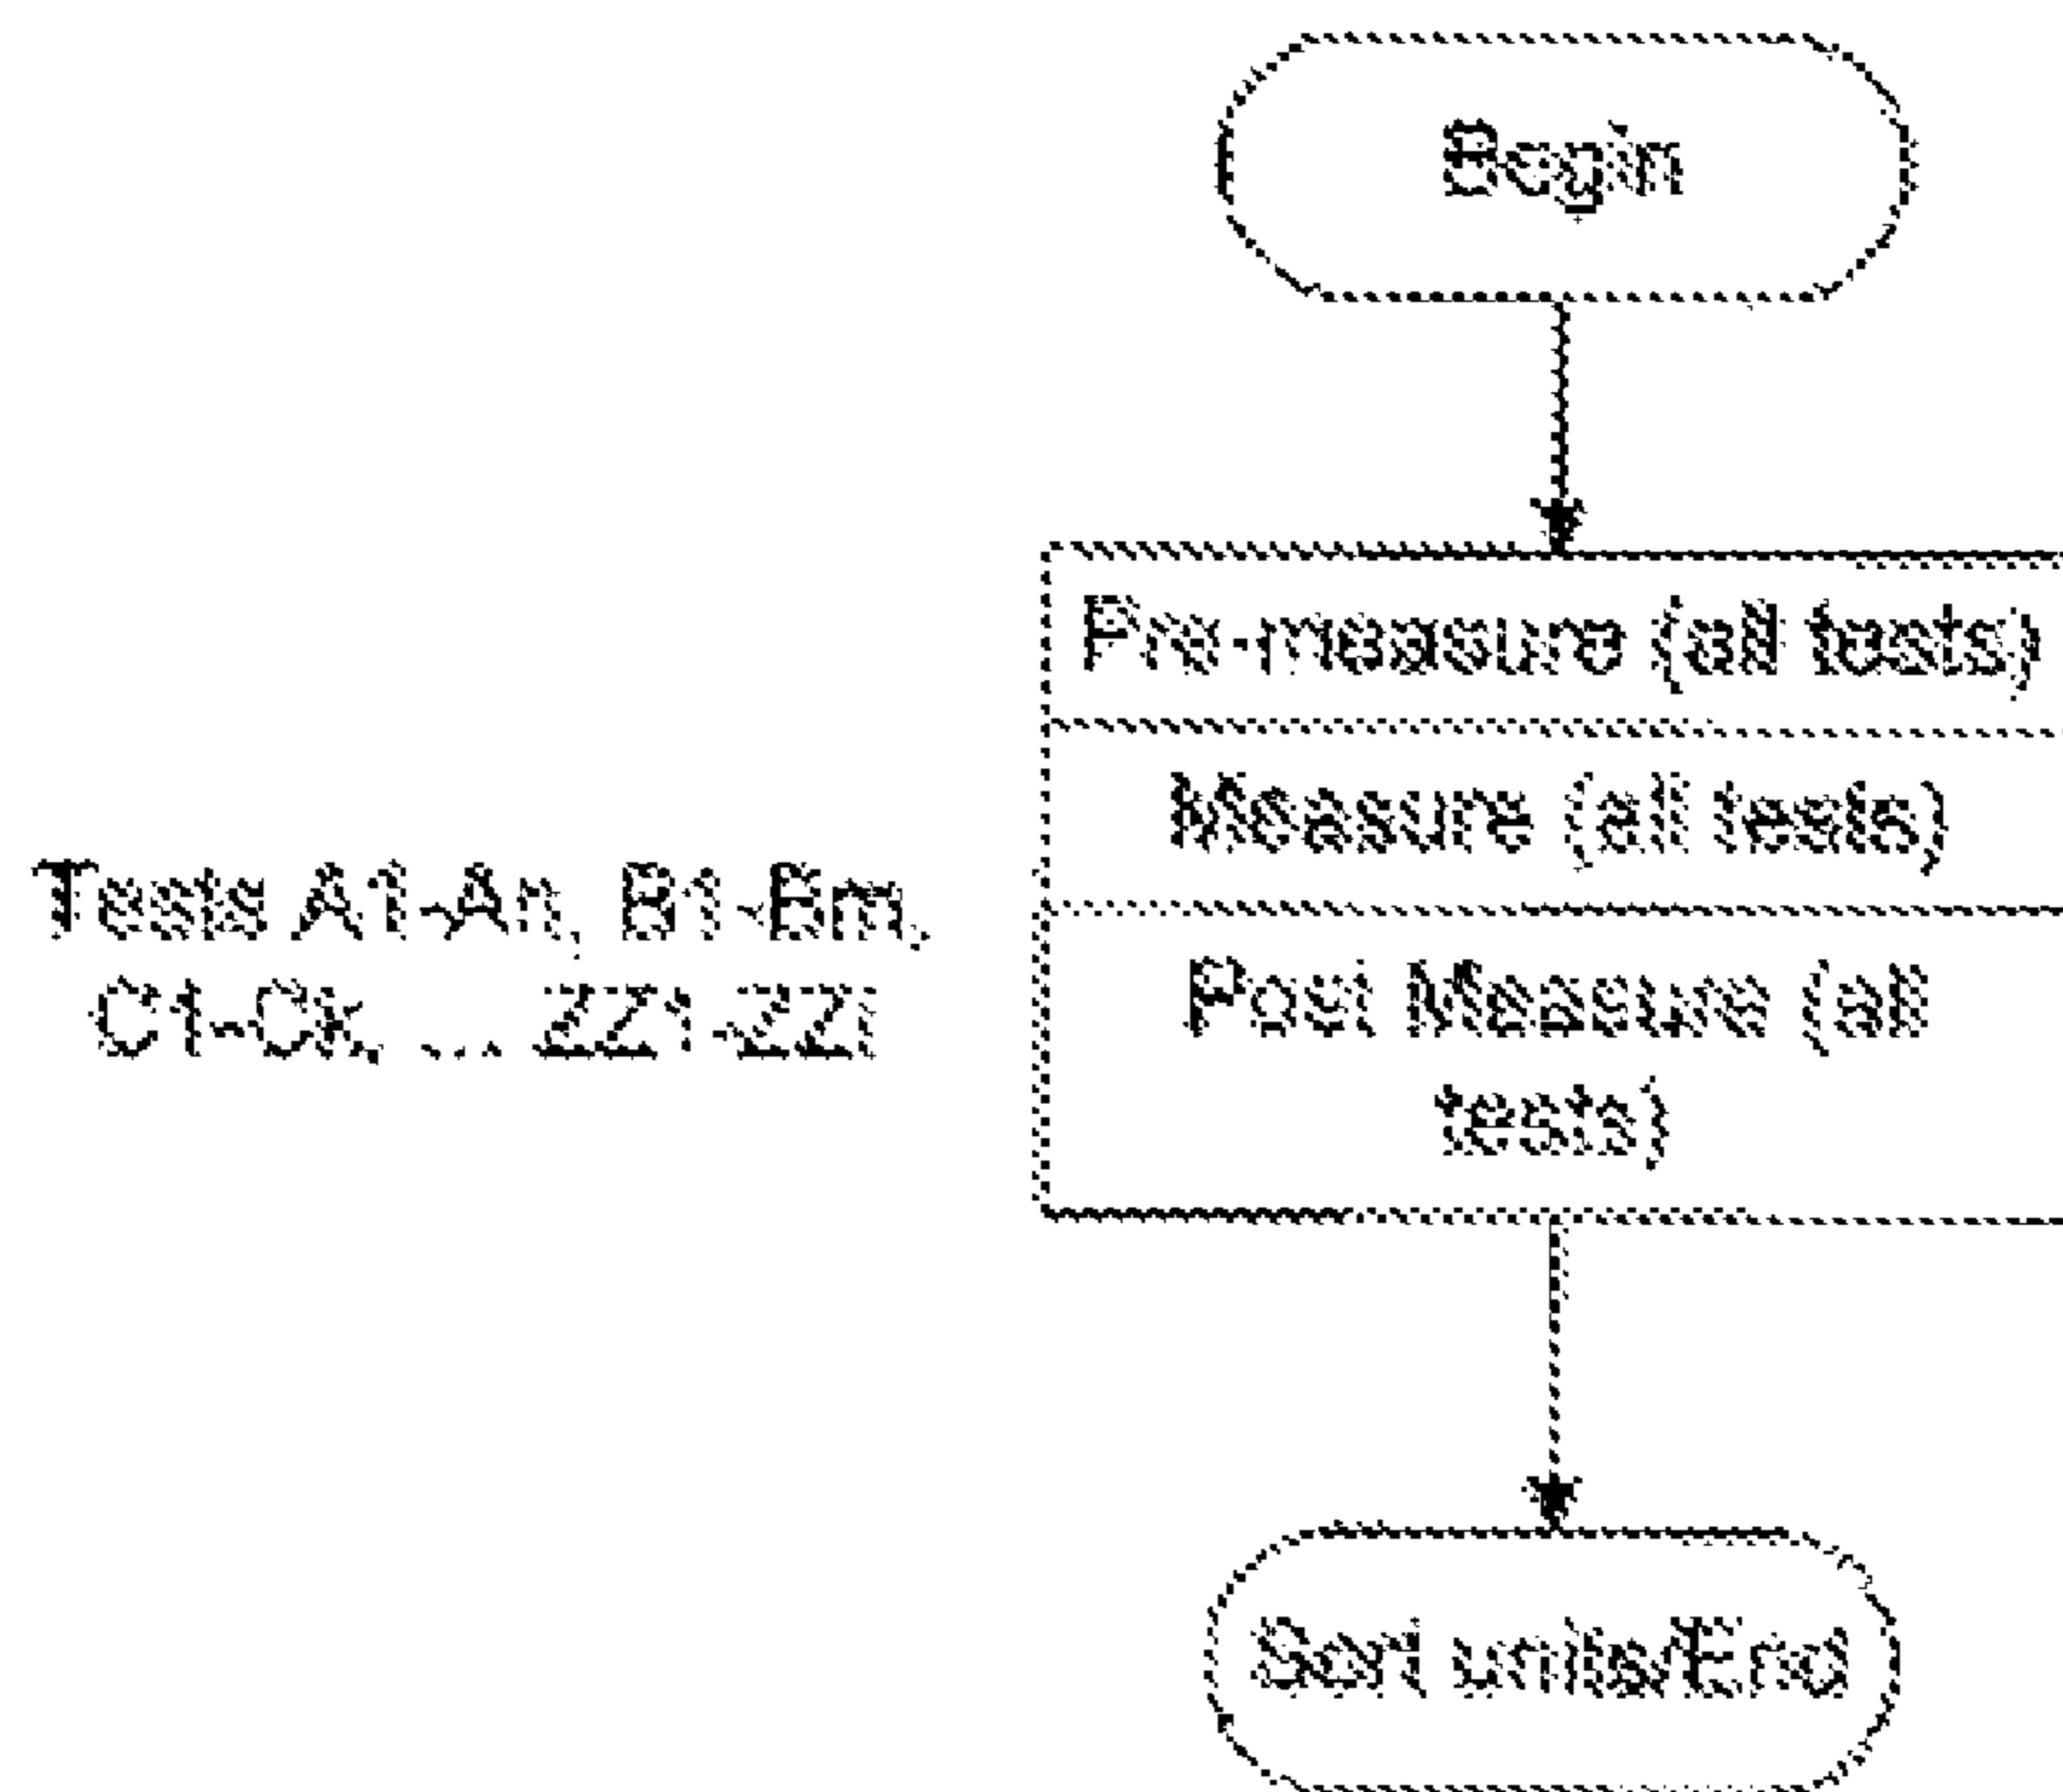 Begin
Pre-measure (all tests)
Measure (all tests)
Tests A1-An, B1-Bm,
C1-Ck, ... ZZ1-ZZi
Post Measure (all
tests)
Sort units/End